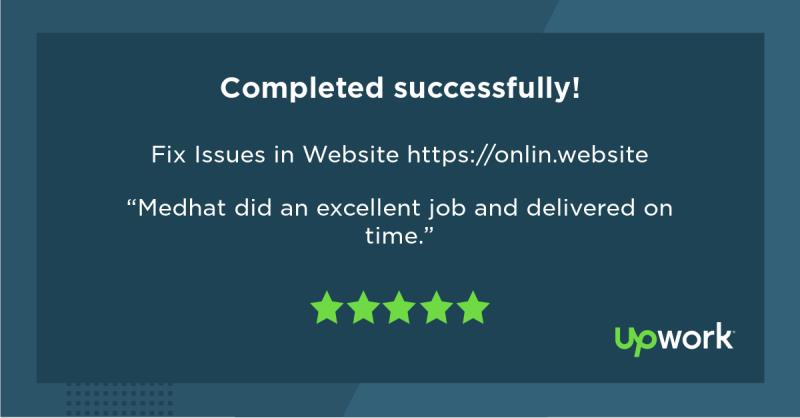 Completed successfully!
Fix Issues in Website https://onlin.website
“Medhat did an excellent job and delivered on
time.”
upwork